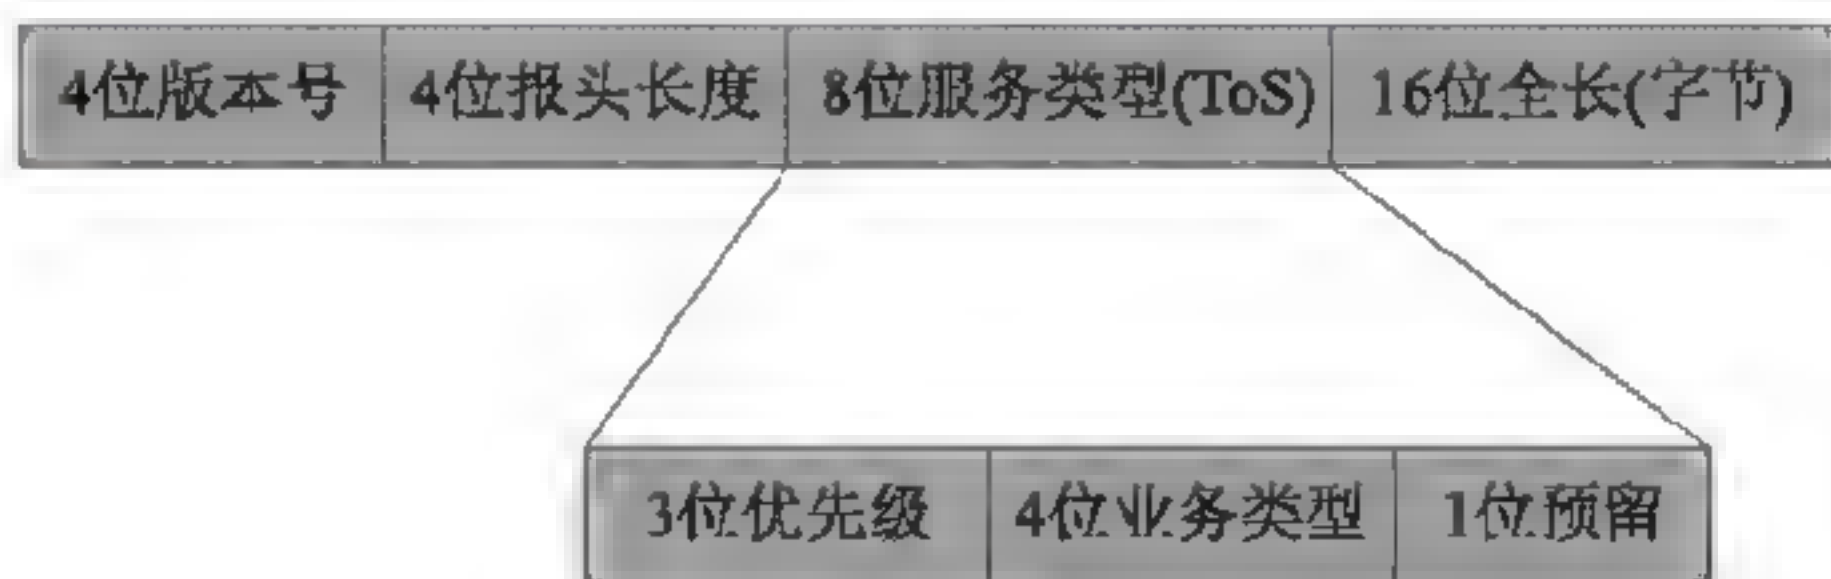 4位版本号 4位报头长度 8位服务类型(ToS) 16位全长(字节)
3位优先级 4位业务类型 1位预留